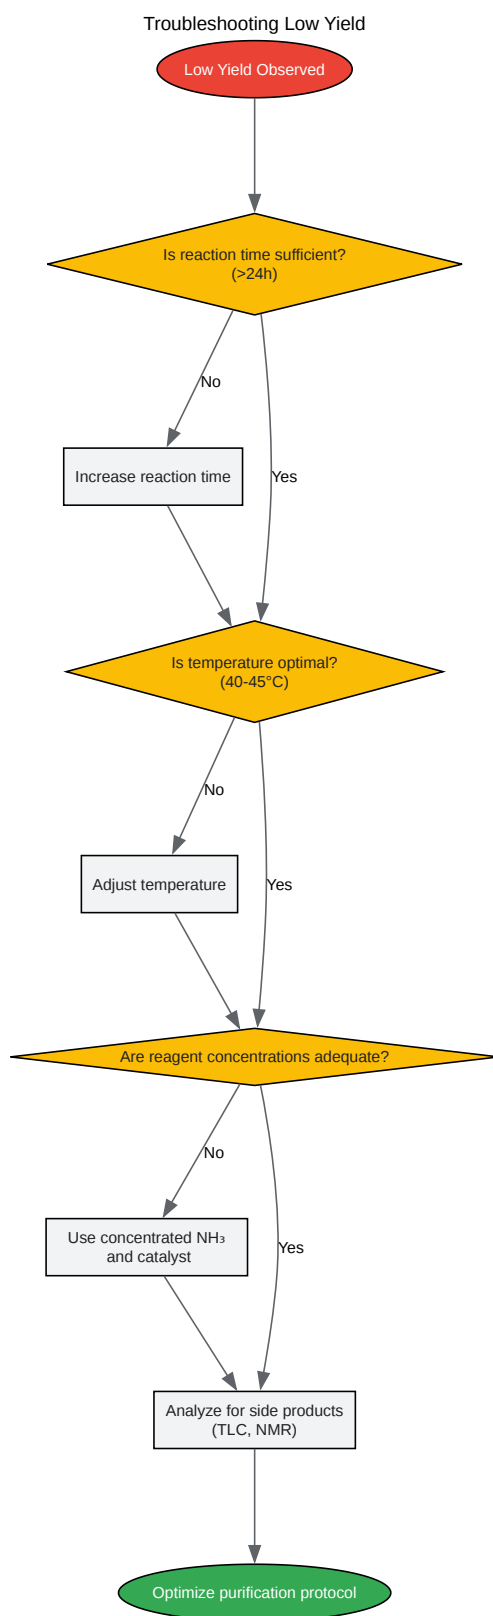 Troubleshooting Low Yield
Low Yield Observed
Is reaction time sufficient?
(>24h)
No
Increase reaction time
Yes
Is temperature optimal?
(40-45°C)
No
Adjust temperature
Yes
Are reagent concentrations adequate?
No
Use concentrated NH₃
and catalyst
Yes
Analyze for side products
(TLC, NMR)
Optimize purification protocol